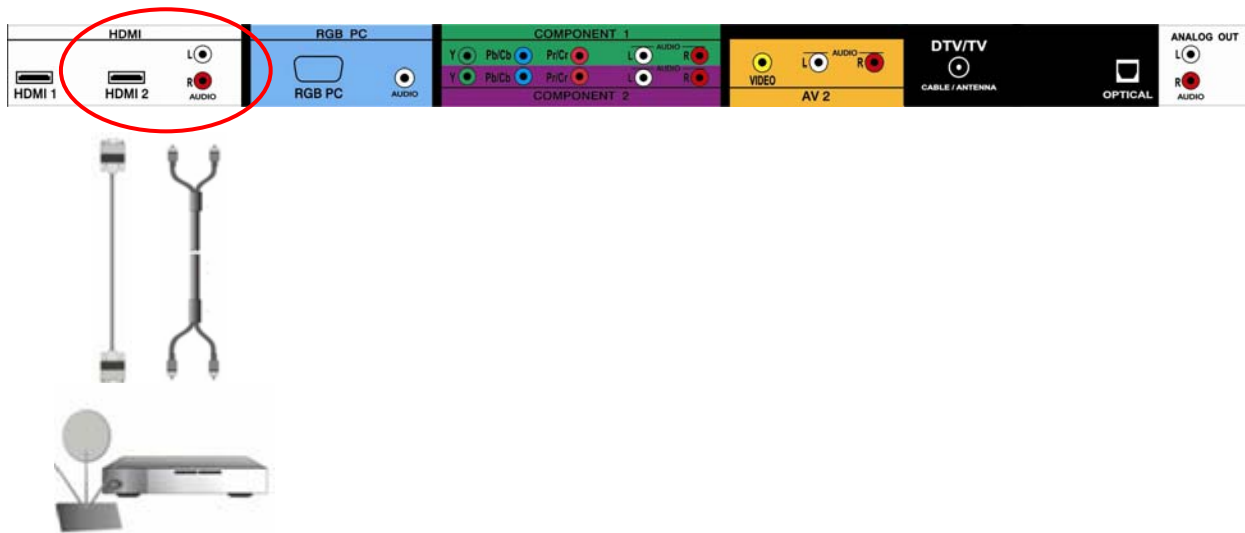 HDMI
HDMI 1
HDMI 2
L
R
AUDIO
RGB PC
RGB PC
AUDIO
COMPONENT 1
Y Pb/Cb Pr/Cr L AUDIO R
Y Pb/Cb Pr/Cr L AUDIO R
COMPONENT 2
VIDEO
L AUDIO R
AV 2
DTV/TV
CABLE / ANTENNA
OPTICAL
ANALOG OUT
L
R
AUDIO